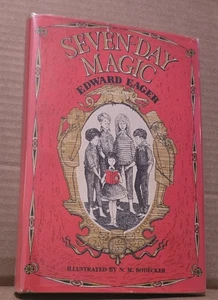 SEVEN-DAY
MAGIC
EDWARD EAGER
ILLUSTRATED BY N. M. BODECKER